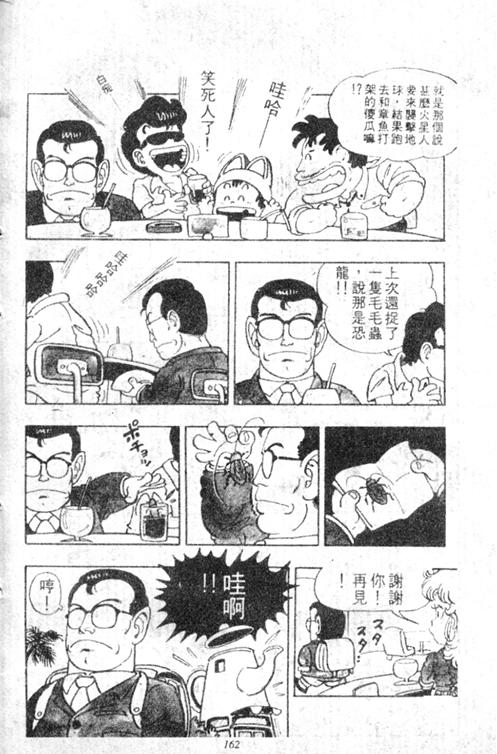 就是那個說
甚麼火星人
要來襲擊地
球，結果跑
去和章魚打
架的傻瓜嘛
!?
哇哈
笑死人了！
白痴
上次還捉了
一隻毛毛蟲
，說那是恐
龍!!
哇哈哈哈
ポチョッ
謝謝
你！
再見
！
スタ
スタ…
哇啊
!!
哼！
162